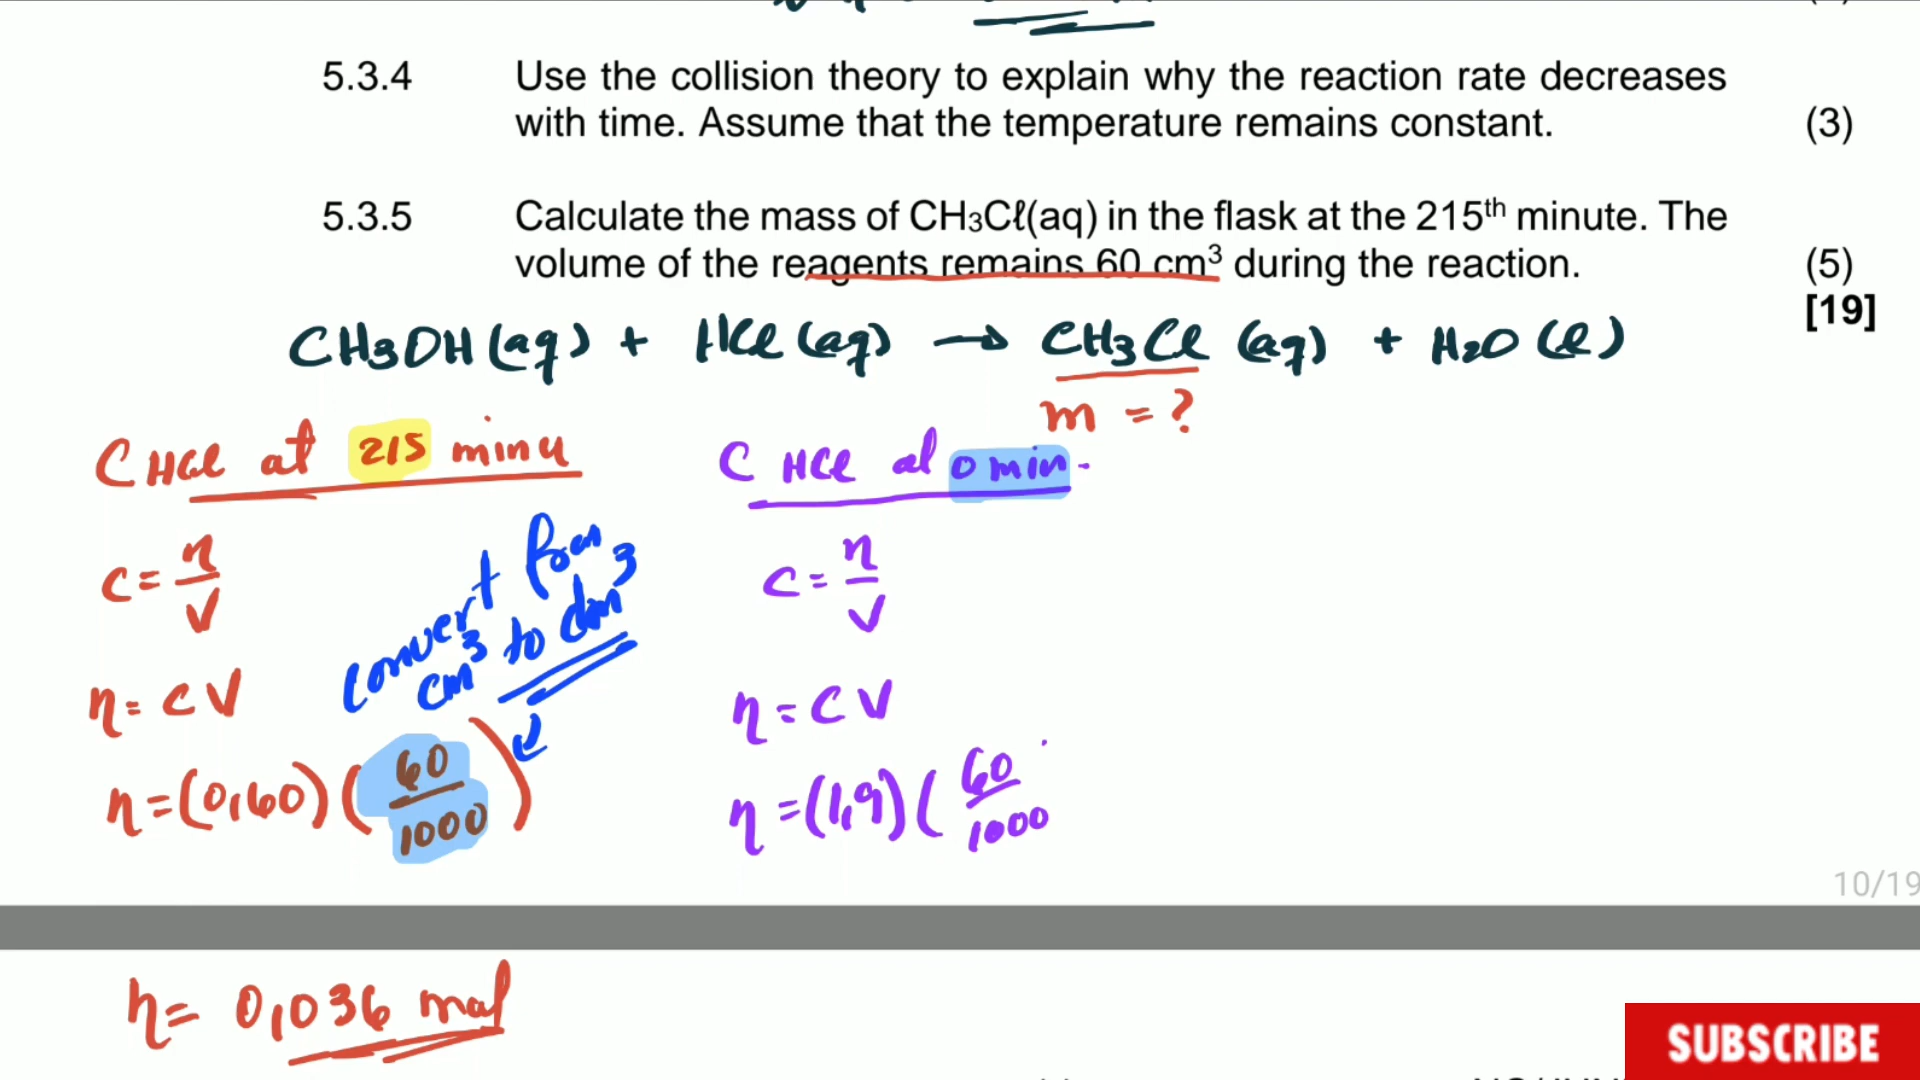 5.3.4 Use the collision theory to explain why the reaction rate decreases
with time. Assume that the temperature remains constant. (3)
5.3.5 Calculate the mass of CH3Cℓ(aq) in the flask at the 215th minute. The
volume of the reagents remains 60 cm³ during the reaction. (5)
[19]
CH3OH (aq) + HCl (aq) → CH3Cl (aq) + H2O (l)
m = ?
CHCl at 215 minu
C HCl at 0 min.
convert from
cm³ to dm³
c = n/V
n = CV
n = (0,60) (60/1000)
c = n/V
n = CV
n = (1,9) (60/1000
10/19
n = 0,036 mol
SUBSCRIBE